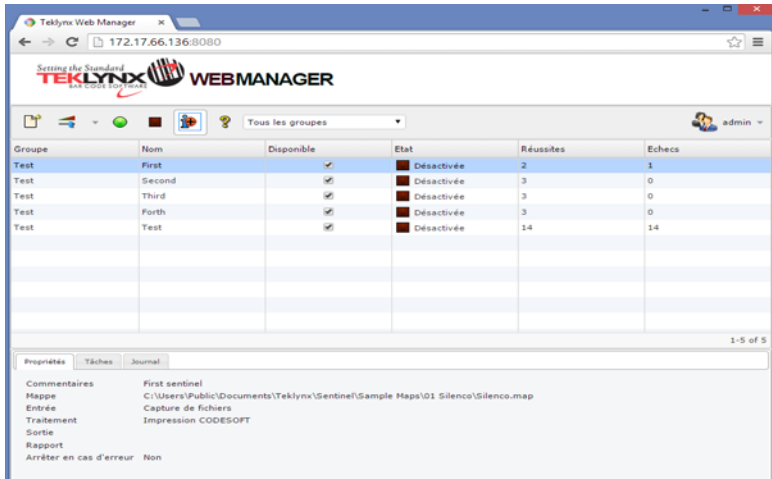 Teklynx Web Manager
172.17.66.136:8080
Setting the Standard
TEKLYNX WEBMANAGER
BAR CODE SOFTWARE
Tous les groupes
admin
Groupe Nom Disponible Etat Réussites Echecs
Test First Désactivée 2 1
Test Second Désactivée 3 0
Test Third Désactivée 3 0
Test Forth Désactivée 3 0
Test Test Désactivée 14 14
1-5 of 5
Propriétés Tâches Journal
Commentaires First sentinel
Mappe C:\Users\Public\Documents\Teklynx\Sentinel\Sample Maps\01 Silenco\Silenco.map
Entrée Capture de fichiers
Traitement Impression CODESOFT
Sortie
Rapport
Arrêter en cas d'erreur Non